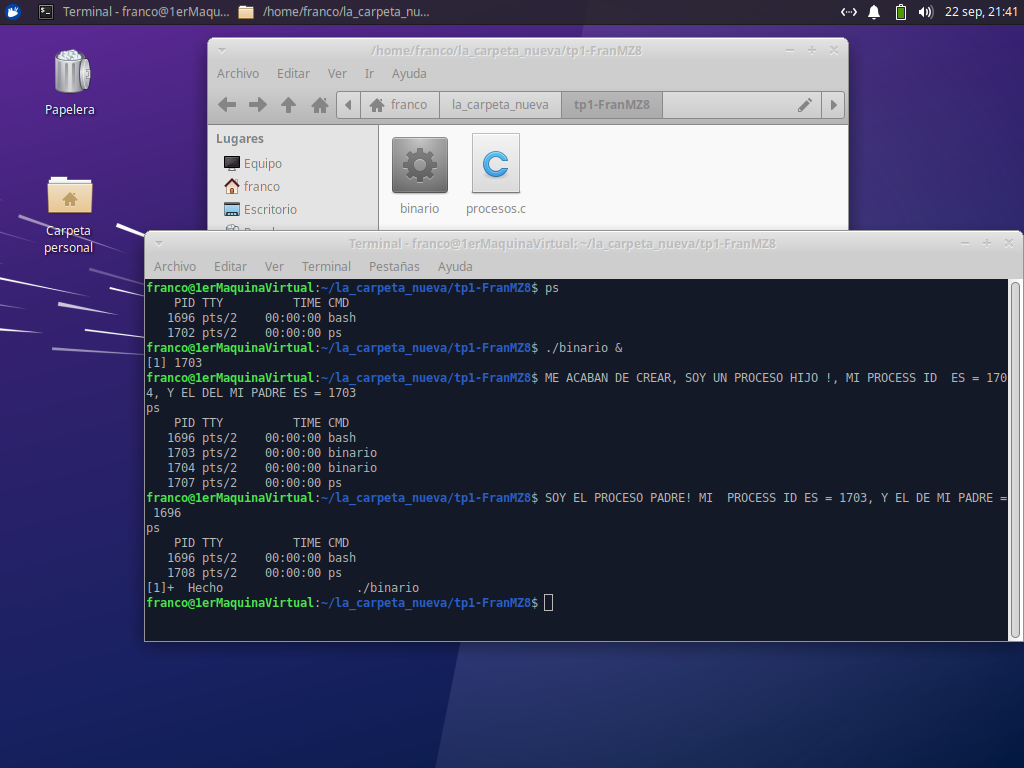 Terminal - franco@1erMaqu...
/home/franco/la_carpeta_nu...
22 sep, 21:41
Papelera
Carpeta
personal
/home/franco/la_carpeta_nueva/tp1-FranMZ8
Archivo Editar Ver Ir Ayuda
franco la_carpeta_nueva tp1-FranMZ8
Lugares
Equipo
franco
Escritorio
binario
procesos.c
Terminal - franco@1erMaquinaVirtual: ~/la_carpeta_nueva/tp1-FranMZ8
Archivo Editar Ver Terminal Pestañas Ayuda
franco@1erMaquinaVirtual:~/la_carpeta_nueva/tp1-FranMZ8$ ps
    PID TTY          TIME CMD
   1696 pts/2    00:00:00 bash
   1702 pts/2    00:00:00 ps
franco@1erMaquinaVirtual:~/la_carpeta_nueva/tp1-FranMZ8$ ./binario &
[1] 1703
franco@1erMaquinaVirtual:~/la_carpeta_nueva/tp1-FranMZ8$ ME ACABAN DE CREAR, SOY UN PROCESO HIJO !, MI PROCESS ID  ES = 170
4, Y EL DEL MI PADRE ES = 1703
ps
    PID TTY          TIME CMD
   1696 pts/2    00:00:00 bash
   1703 pts/2    00:00:00 binario
   1704 pts/2    00:00:00 binario
   1707 pts/2    00:00:00 ps
franco@1erMaquinaVirtual:~/la_carpeta_nueva/tp1-FranMZ8$ SOY EL PROCESO PADRE! MI  PROCESS ID ES = 1703, Y EL DE MI PADRE =
 1696
ps
    PID TTY          TIME CMD
   1696 pts/2    00:00:00 bash
   1708 pts/2    00:00:00 ps
[1]+  Hecho                   ./binario
franco@1erMaquinaVirtual:~/la_carpeta_nueva/tp1-FranMZ8$